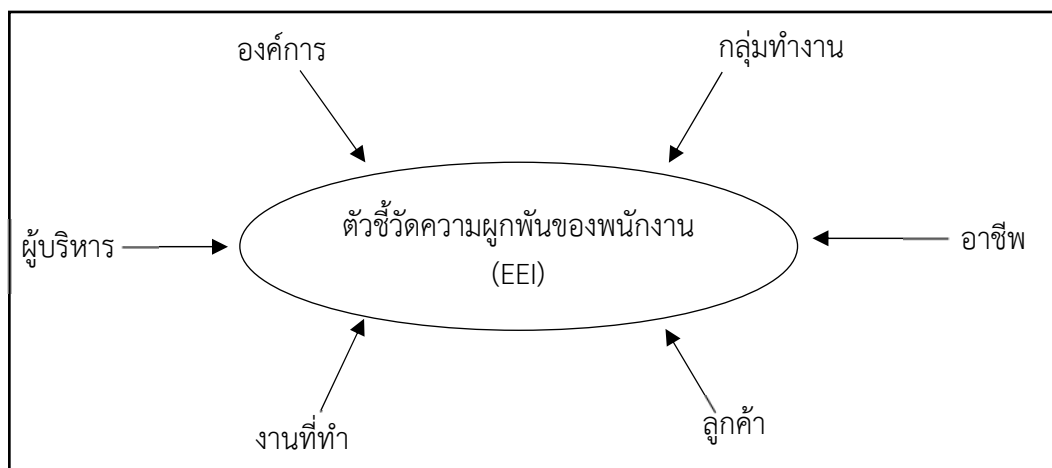 องค์การ
กลุ่มทำงาน
ตัวชี้วัดความผูกพันของพนักงาน
(EEI)
ผู้บริหาร
อาชีพ
งานที่ทำ
ลูกค้า